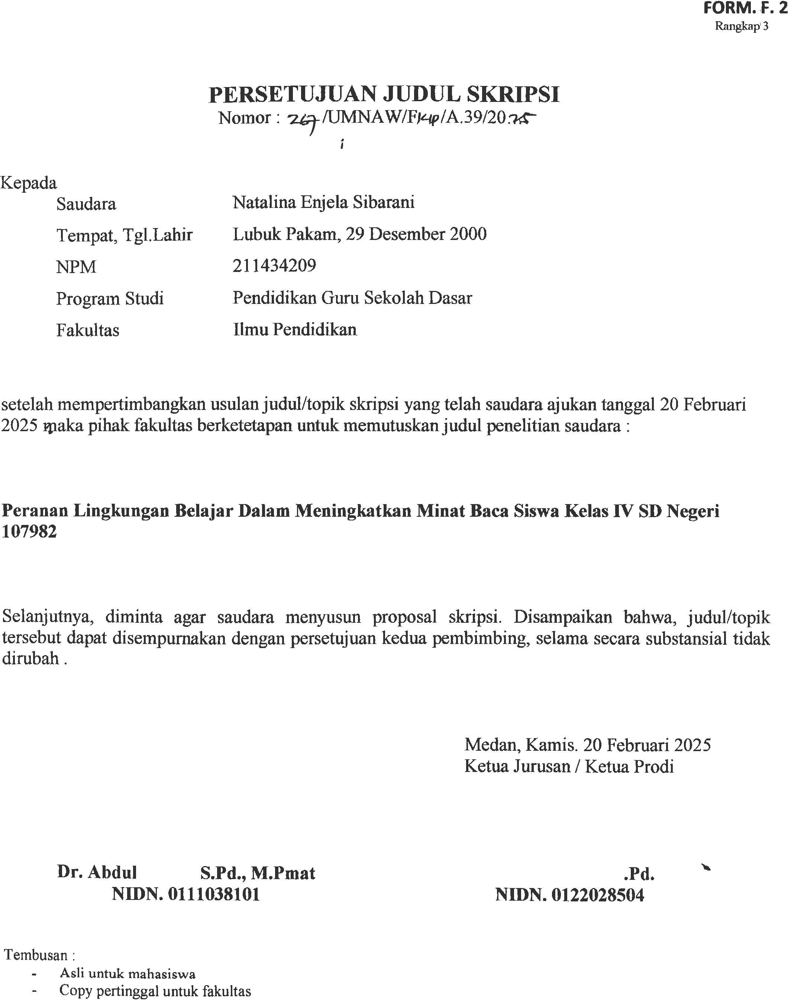 FORM. F. 2
Rangkap 3
PERSETUJUAN JUDUL SKRIPSI
Nomor : 267/UMNAW/FKIP/A.39/2025
Kepada
Saudara Natalina Enjela Sibarani
Tempat, Tgl.Lahir Lubuk Pakam, 29 Desember 2000
NPM 211434209
Program Studi Pendidikan Guru Sekolah Dasar
Fakultas Ilmu Pendidikan
setelah mempertimbangkan usulan judul/topik skripsi yang telah saudara ajukan tanggal 20 Februari
2025 maka pihak fakultas berketetapan untuk memutuskan judul penelitian saudara :
Peranan Lingkungan Belajar Dalam Meningkatkan Minat Baca Siswa Kelas IV SD Negeri
107982
Selanjutnya, diminta agar saudara menyusun proposal skripsi. Disampaikan bahwa, judul/topik
tersebut dapat disempurnakan dengan persetujuan kedua pembimbing, selama secara substansial tidak
dirubah .
Medan, Kamis. 20 Februari 2025
Ketua Jurusan / Ketua Prodi
Dr. Abdul S.Pd., M.Pmat .Pd.
NIDN. 0111038101 NIDN. 0122028504
Tembusan :
- Asli untuk mahasiswa
- Copy pertinggal untuk fakultas